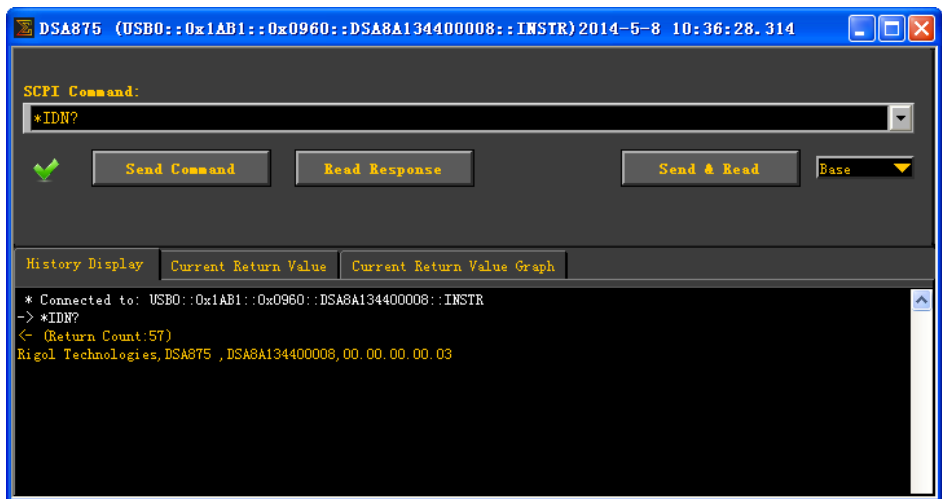 DSA875 (USB0::0x1AB1::0x0960::DSA8A134400008::INSTR)2014-5-8 10:36:28.314
SCPI Command:
*IDN?
Send Command
Read Response
Send & Read
Base
History Display
Current Return Value
Current Return Value Graph
* Connected to: USB0::0x1AB1::0x0960::DSA8A134400008::INSTR
-> *IDN?
<- (Return Count:57)
Rigol Technologies,DSA875 ,DSA8A134400008,00.00.00.00.03